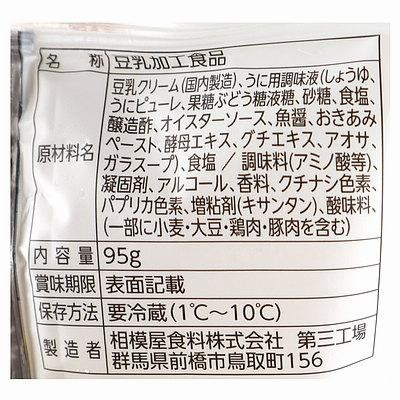 名 称 豆乳加工食品
原材料名 豆乳クリーム(国内製造)、うに用調味液(しょうゆ、
うにピューレ、果糖ぶどう糖液糖、砂糖、食塩、
醸造酢、オイスターソース、魚醤、おきあみ
ペースト、酵母エキス、グチエキス、アオサ、
ガラスープ)、食塩/調味料(アミノ酸等)、
凝固剤、アルコール、香料、クチナシ色素、
パプリカ色素、増粘剤(キサンタン)、酸味料、
(一部に小麦・大豆・鶏肉・豚肉を含む)
内容量 95g
賞味期限 表面記載
保存方法 要冷蔵(1℃~10℃)
製造者 相模屋食料株式会社 第三工場
群馬県前橋市鳥取町156